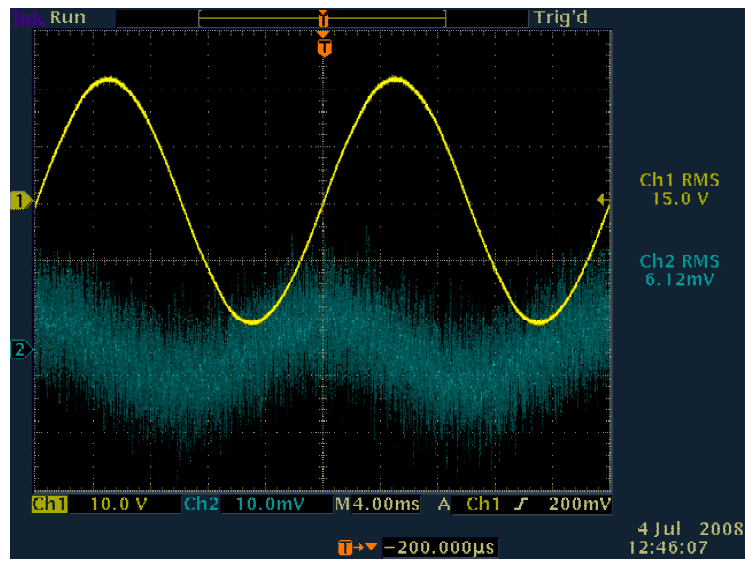 Tek Run Trig'd
T
T
1
Ch1 RMS
15.0 V
Ch2 RMS
6.12mV
2
Ch1 10.0 V Ch2 10.0mV M 4.00ms A Ch1 200mV
T -200.000µs
4 Jul 2008
12:46:07